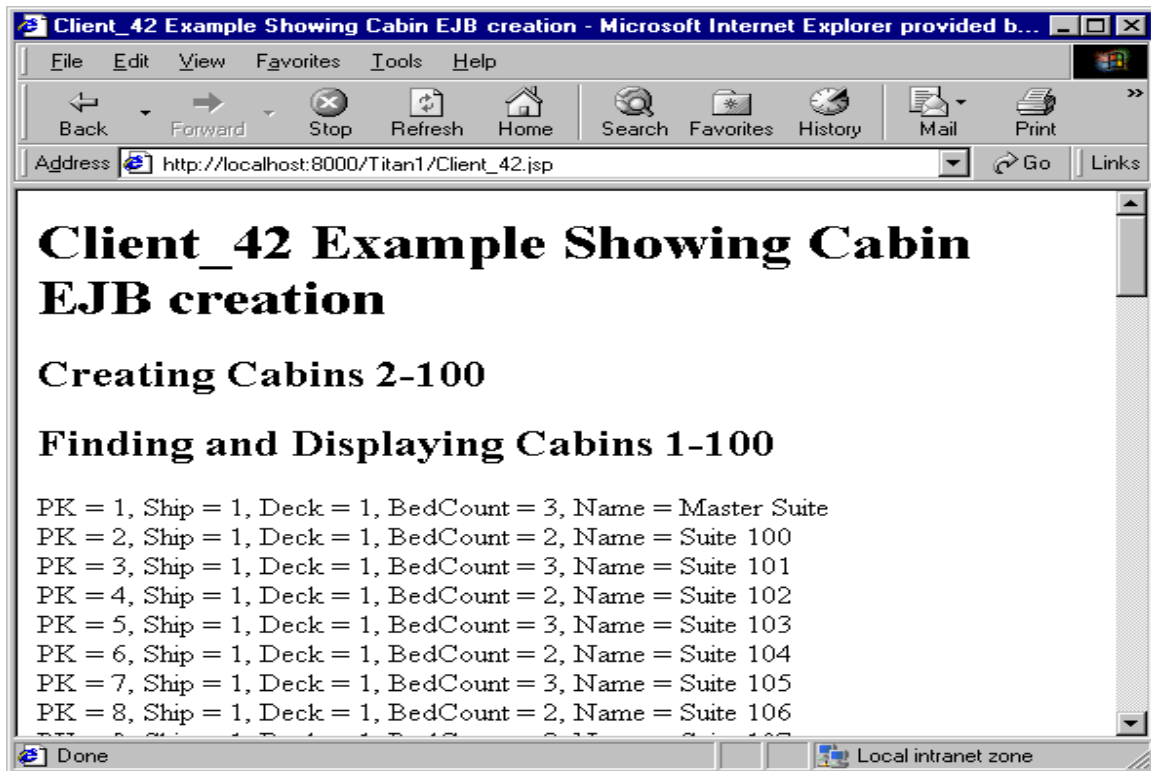 Client_42 Example Showing Cabin EJB creation - Microsoft Internet Explorer provided b...
File Edit View Favorites Tools Help
Back Forward Stop Refresh Home Search Favorites History Mail Print »
Address http://localhost:8000/Titan1/Client_42.jsp Go Links
Client_42 Example Showing Cabin
EJB creation
Creating Cabins 2-100
Finding and Displaying Cabins 1-100
PK = 1, Ship = 1, Deck = 1, BedCount = 3, Name = Master Suite
PK = 2, Ship = 1, Deck = 1, BedCount = 2, Name = Suite 100
PK = 3, Ship = 1, Deck = 1, BedCount = 3, Name = Suite 101
PK = 4, Ship = 1, Deck = 1, BedCount = 2, Name = Suite 102
PK = 5, Ship = 1, Deck = 1, BedCount = 3, Name = Suite 103
PK = 6, Ship = 1, Deck = 1, BedCount = 2, Name = Suite 104
PK = 7, Ship = 1, Deck = 1, BedCount = 3, Name = Suite 105
PK = 8, Ship = 1, Deck = 1, BedCount = 2, Name = Suite 106
Done Local intranet zone